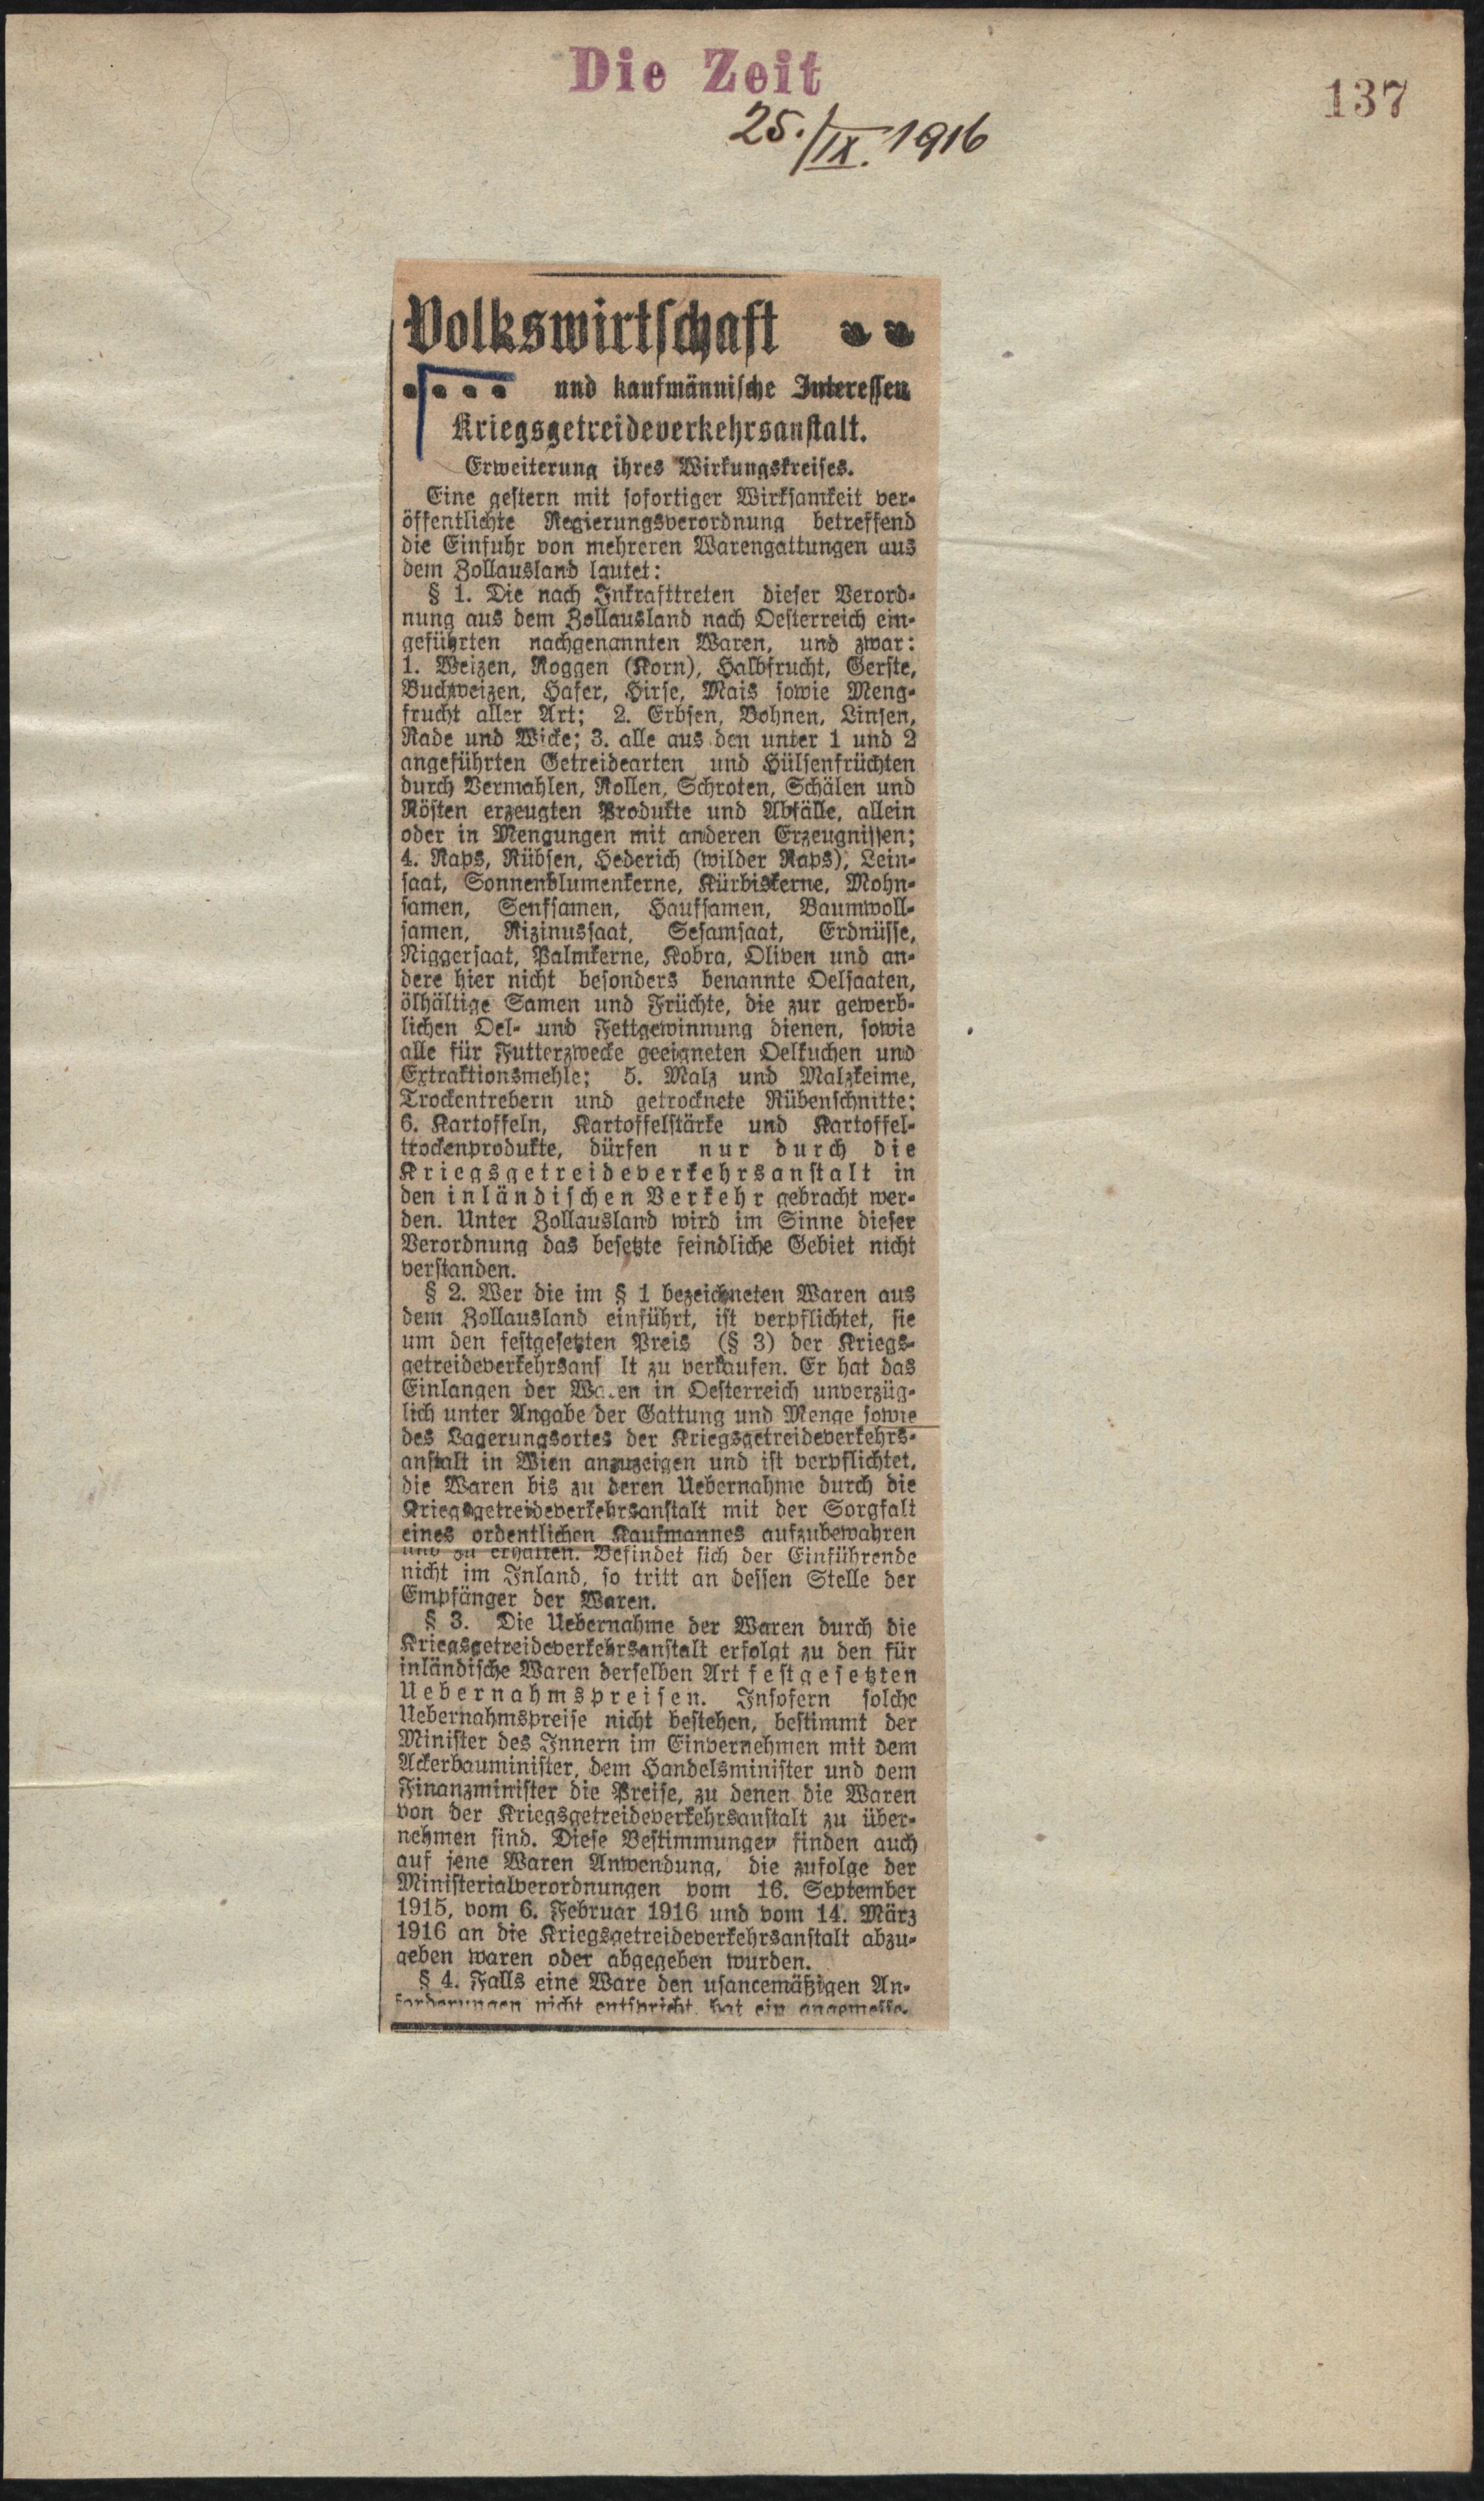 Die Zeit
137
25./IX. 1916
Volkswirtschaft
und kaufmännische Interessen
Kriegsgetreideverkehrsanstalt.
Erweiterung ihres Wirkungskreises.
Eine gestern mit sofortiger Wirksamkeit ver-
öffentlichte Regierungsverordnung betreffend
die Einfuhr von mehreren Warengattungen aus
dem Zollausland lautet:
§ 1. Die nach Inkrafttreten dieser Verord-
nung aus dem Zollausland nach Oesterreich ein-
geführten nachgenannten Waren, und zwar:
1. Weizen, Roggen (Korn), Halbfrucht, Gerste,
Buchweizen, Hafer, Hirse, Mais sowie Meng-
frucht aller Art; 2. Erbsen, Bohnen, Linsen,
Rade und Wicke; 3. alle aus den unter 1 und 2
angeführten Getreidearten und Hülsenfrüchten
durch Vermahlen, Rollen, Schroten, Schälen und
Rösten erzeugten Produkte und Abfälle, allein
oder in Mengungen mit anderen Erzeugnissen;
4. Raps, Rübsen, Hederich (wilder Raps), Lein-
saat, Sonnenblumenkerne, Kürbiskerne, Mohn-
samen, Senfsamen, Haufsamen, Baumwoll-
samen, Rizinussaat, Sesamsaat, Erdnüsse,
Niggersaat, Palmkerne, Kobra, Oliven und an-
dere hier nicht besonders benannte Oelsaaten,
ölhältige Samen und Früchte, die zur gewerb-
lichen Oel- und Fettgewinnung dienen, sowie
alle für Futterzwecke geeigneten Oelkuchen und
Extraktionsmehle; 5. Malz und Malzkeime,
Trockentrebern und getrocknete Rübenschnitte;
6. Kartoffeln, Kartoffelstärke und Kartoffel-
trockenprodukte, dürfen nur durch die
Kriegsgetreideverkehrsanstalt in
den inländischen Verkehr gebracht wer-
den. Unter Zollausland wird im Sinne dieser
Verordnung das besetzte feindliche Gebiet nicht
verstanden.
§ 2. Wer die im § 1 bezeichneten Waren aus
dem Zollausland einführt, ist verpflichtet, sie
um den festgesetzten Preis (§ 3) der Kriegs-
getreideverkehrsans lt zu verkaufen. Er hat das
Einlangen der Waren in Oesterreich unverzüg-
lich unter Angabe der Gattung und Menge sowie
des Lagerungsortes der Kriegsgetreideverkehrs-
anstalt in Wien anzuzeigen und ist verpflichtet,
die Waren bis zu deren Uebernahme durch die
Kriegsgetreideverkehrsanstalt mit der Sorgfalt
eines ordentlichen Kaufmannes aufzubewahren
und zu erhalten. Befindet sich der Einführende
nicht im Inland, so tritt an dessen Stelle der
Empfänger der Waren.
§ 3. Die Uebernahme der Waren durch die
Kriegsgetreideverkehrsanstalt erfolgt zu den für
inländische Waren derselben Art festgesetzten
Uebernahmspreisen. Insofern solche
Uebernahmspreise nicht bestehen, bestimmt der
Minister des Innern im Einvernehmen mit dem
Ackerbauminister, dem Handelsminister und dem
Finanzminister die Preise, zu denen die Waren
von der Kriegsgetreideverkehrsanstalt zu über-
nehmen sind. Diese Bestimmungen finden auch
auf jene Waren Anwendung, die zufolge der
Ministerialverordnungen vom 16. September
1915, vom 6. Februar 1916 und vom 14. März
1916 an die Kriegsgetreideverkehrsanstalt abzu-
geben waren oder abgegeben wurden.
§ 4. Falls eine Ware den usancemäßigen An-
forderungen nicht entspricht, hat ein angemesse-